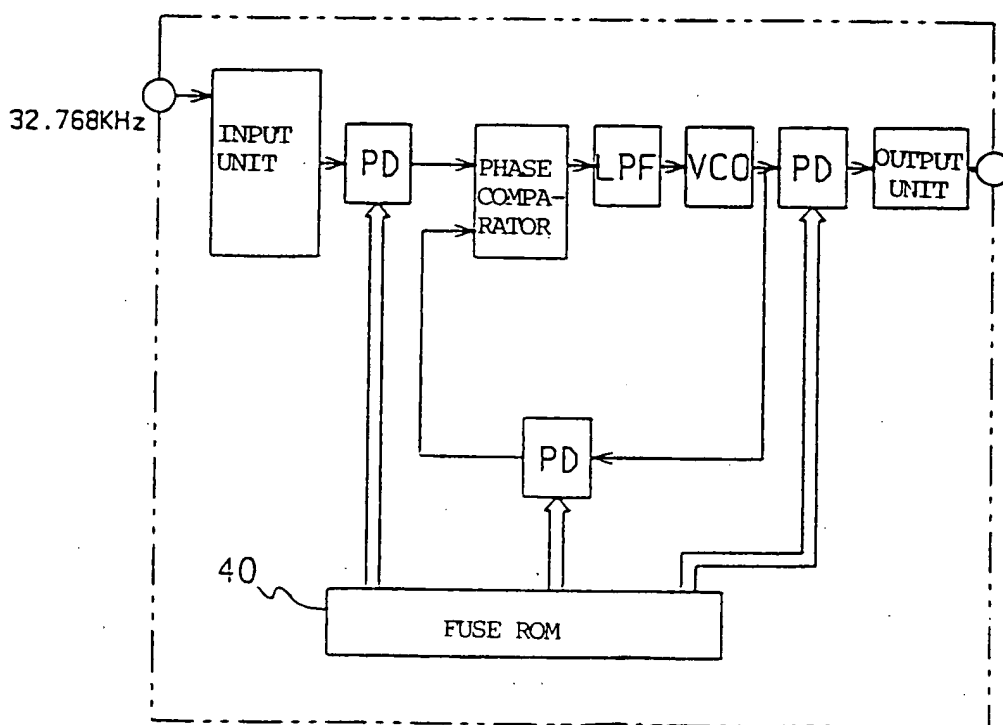 32.768KHz
INPUT
UNIT
PD
PHASE
COMPA-
RATOR
LPF
VCO
PD
OUTPUT
UNIT
PD
40
FUSE ROM